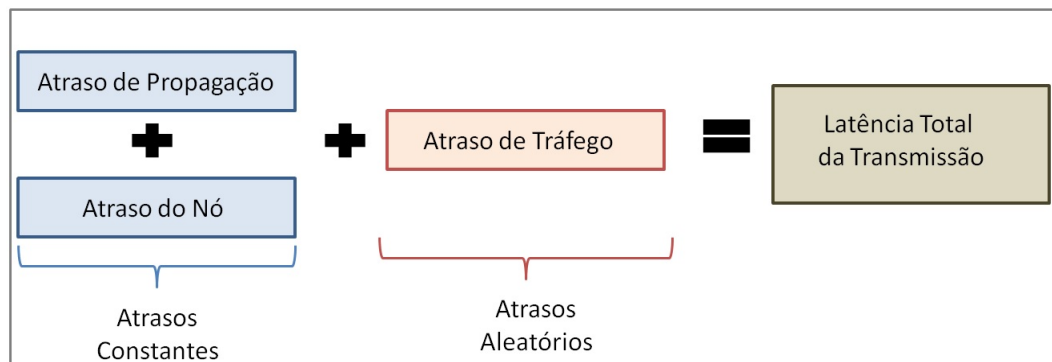 Atraso de Propagação
+
Atraso do Nó
+
Atraso de Tráfego
=
Latência Total
da Transmissão
Atrasos
Constantes
Atrasos
Aleatórios